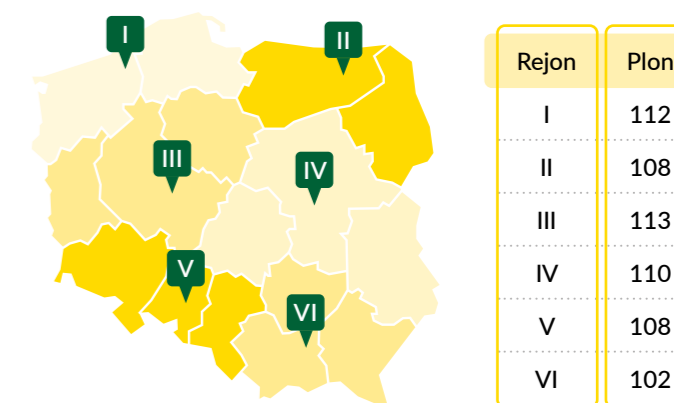 I
II
III
IV
V
VI
Rejon Plon
I 112
II 108
III 113
IV 110
V 108
VI 102